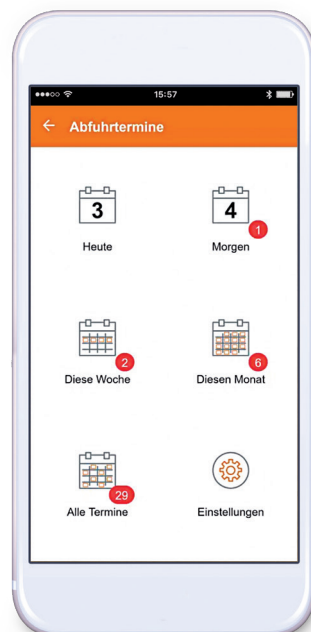 15:57
← Abfuhrtermine
3
4
1
Heute
Morgen
2
6
Diese Woche
Diesen Monat
29
Alle Termine
Einstellungen